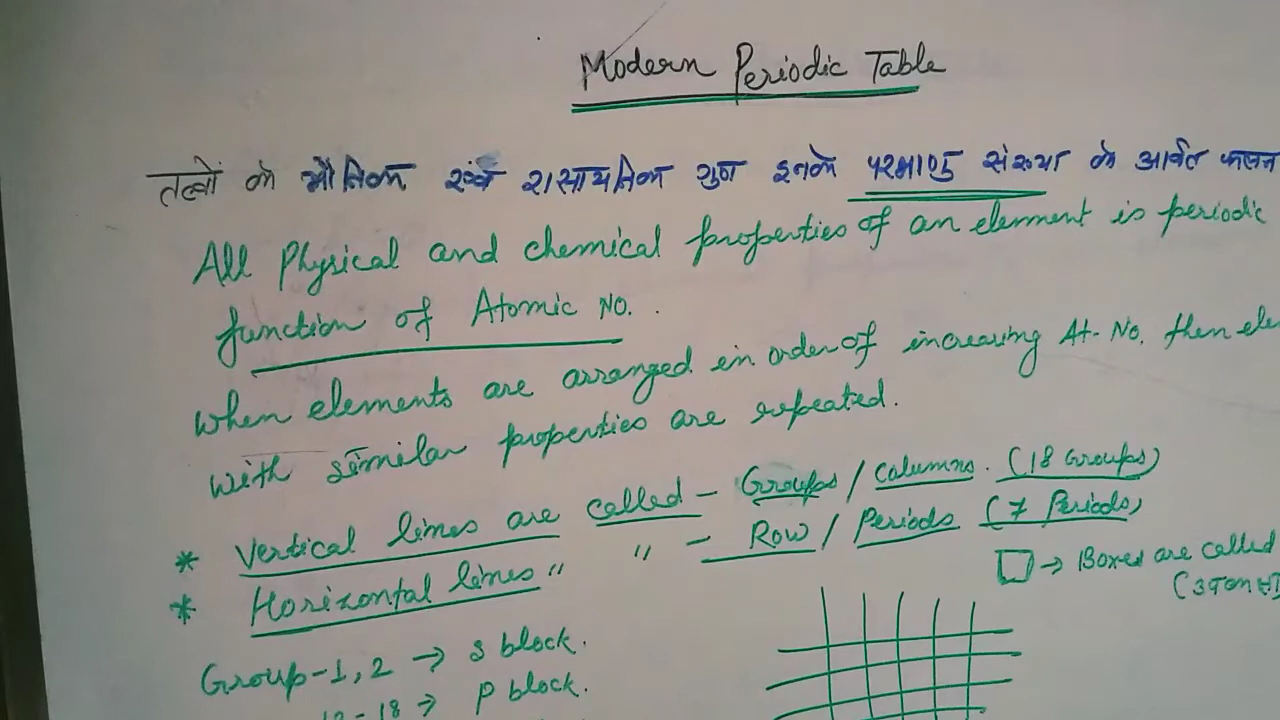 Modern Periodic Table
तत्वों के भौतिक एवं रासायनिक गुण इनके परमाणु संख्या के आर्वत फलन
All Physical and chemical properties of an element is periodic
function of Atomic No.
When elements are arranged in order of increasing At. No. then ele
With similar properties are repeated.
* Vertical lines are called - Groups / Columns. (18 Groups)
* Horizontal lines " " - Row / Periods (7 Periods)
□ → Boxes are called
Group-1, 2 → s block.
- 18 → P block.